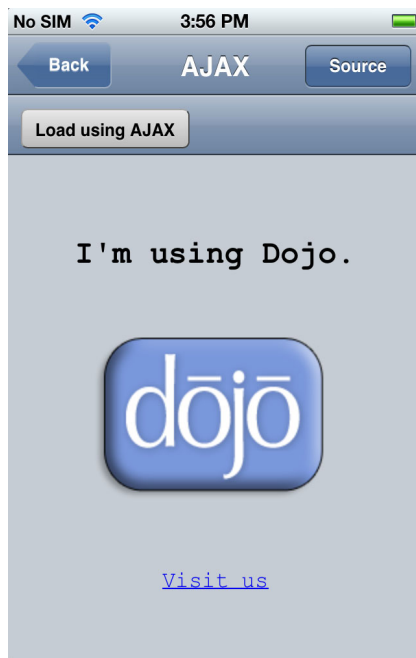 No SIM 3:56 PM
Back AJAX Source
Load using AJAX
I'm using Dojo.
dōjō
Visit us